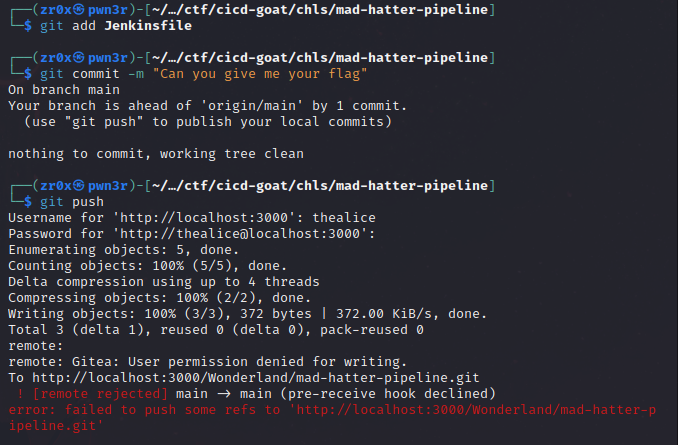 ┌──(zr0x㉿pwn3r)-[~/…/ctf/cicd-goat/chls/mad-hatter-pipeline]
└─$ git add Jenkinsfile
┌──(zr0x㉿pwn3r)-[~/…/ctf/cicd-goat/chls/mad-hatter-pipeline]
└─$ git commit -m "Can you give me your flag"
On branch main
Your branch is ahead of 'origin/main' by 1 commit.
  (use "git push" to publish your local commits)
nothing to commit, working tree clean
┌──(zr0x㉿pwn3r)-[~/…/ctf/cicd-goat/chls/mad-hatter-pipeline]
└─$ git push
Username for 'http://localhost:3000': thealice
Password for 'http://thealice@localhost:3000':
Enumerating objects: 5, done.
Counting objects: 100% (5/5), done.
Delta compression using up to 4 threads
Compressing objects: 100% (2/2), done.
Writing objects: 100% (3/3), 372 bytes | 372.00 KiB/s, done.
Total 3 (delta 1), reused 0 (delta 0), pack-reused 0
remote:
remote: Gitea: User permission denied for writing.
To http://localhost:3000/Wonderland/mad-hatter-pipeline.git
 ! [remote rejected] main -> main (pre-receive hook declined)
error: failed to push some refs to 'http://localhost:3000/Wonderland/mad-hatter-p
ipeline.git'